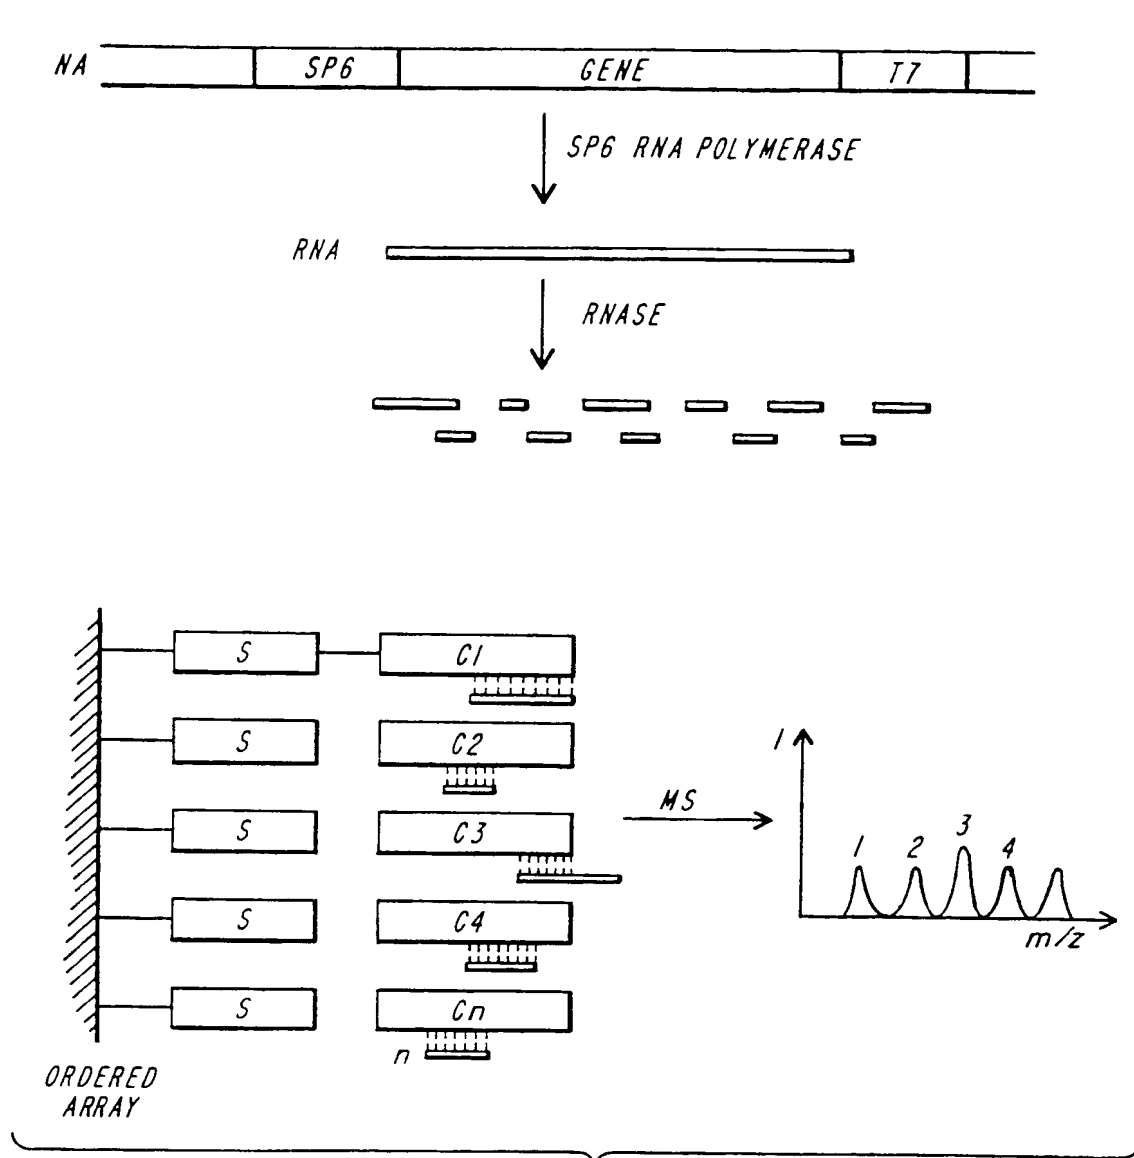 NA SP6 GENE T7
SP6 RNA POLYMERASE
RNA
RNASE
S C1
S C2
S C3
S C4
S Cn
n
ORDERED
ARRAY
MS
I
1 2 3 4
m/z